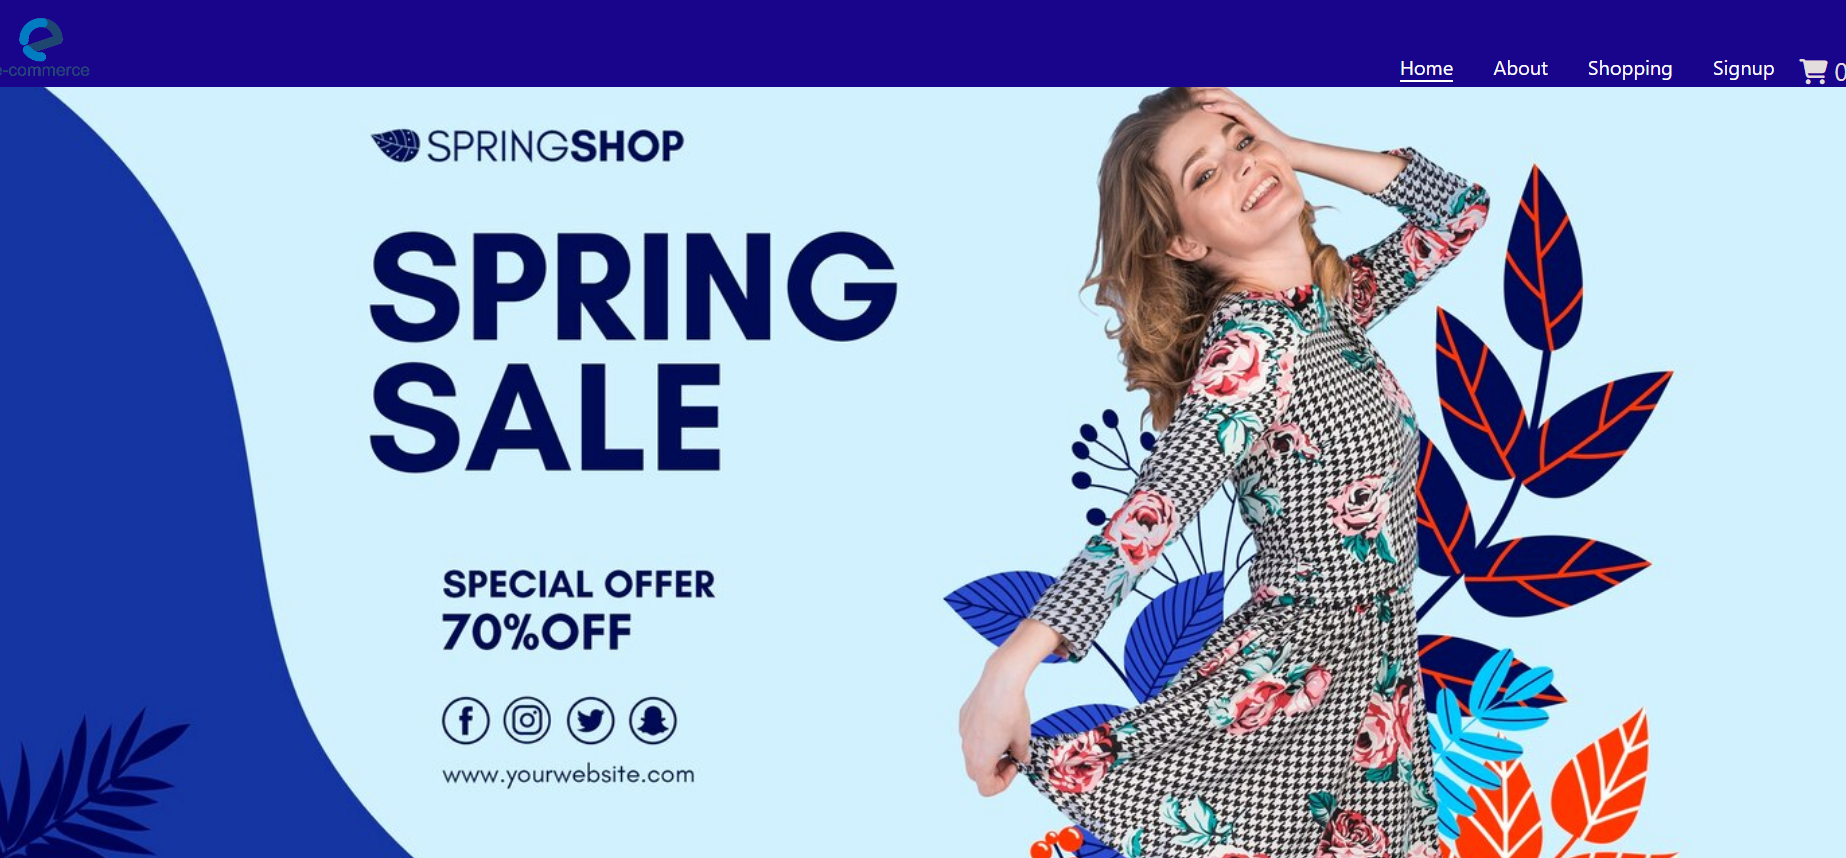 e-commerce
Home About Shopping Signup 0
SPRINGSHOP
SPRING
SALE
SPECIAL OFFER
70%OFF
www.yourwebsite.com